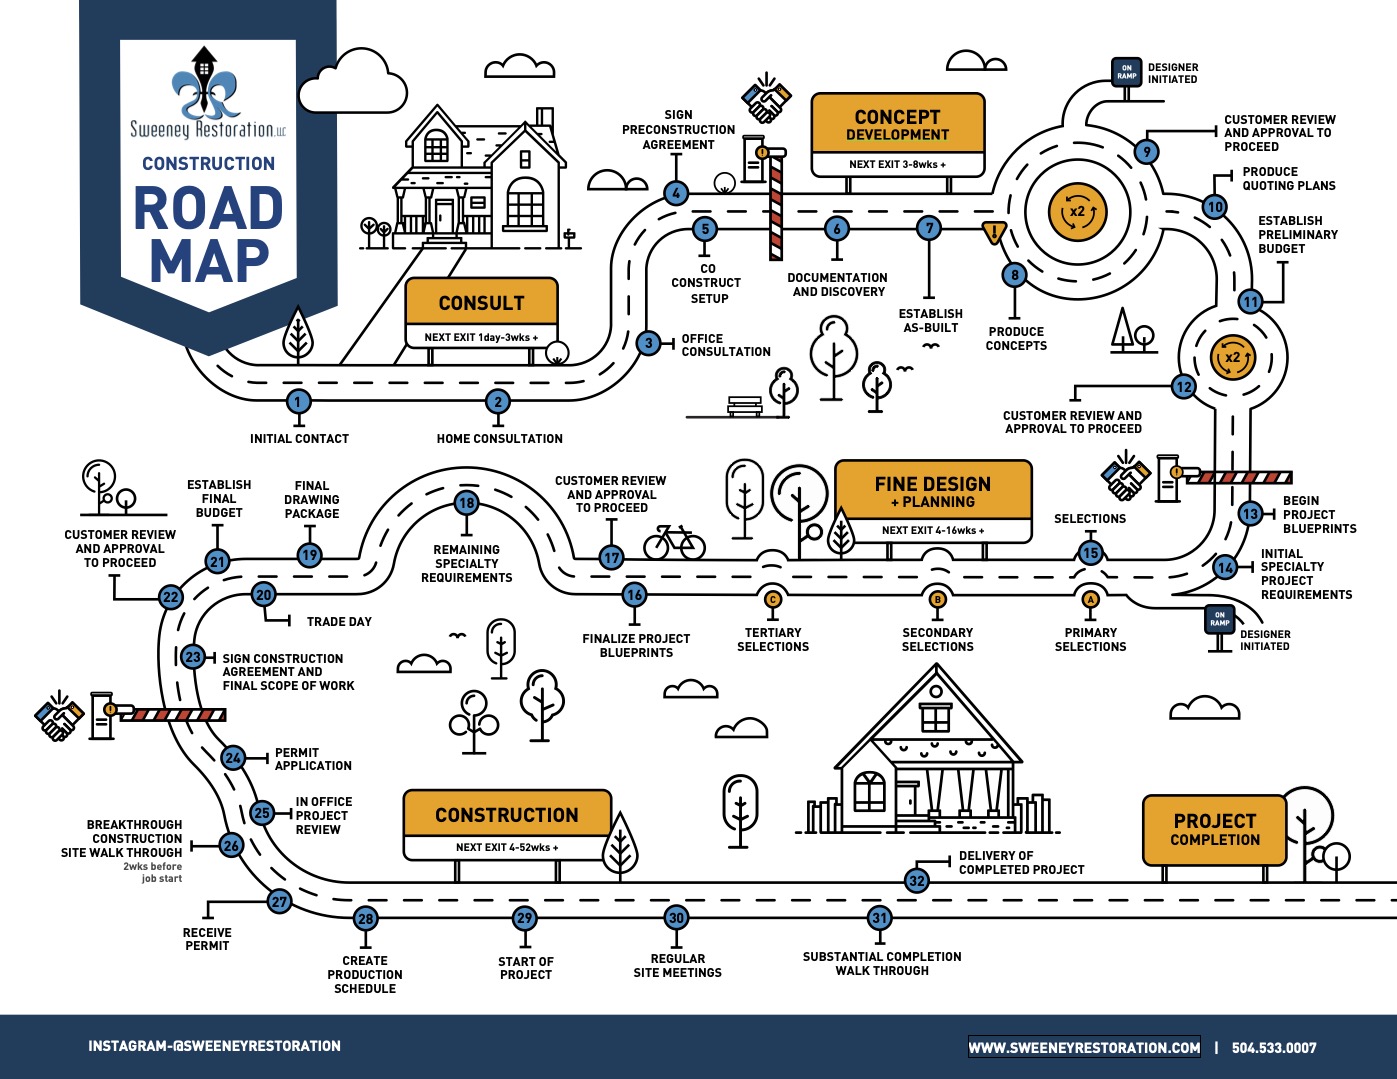 Sweeney Restoration LLC
CONSTRUCTION
ROAD
MAP
CONSULT
NEXT EXIT 1day-3wks +
1
INITIAL CONTACT
2
HOME CONSULTATION
3
OFFICE
CONSULTATION
SIGN
PRECONSTRUCTION
AGREEMENT
4
5
CO
CONSTRUCT
SETUP
CONCEPT
DEVELOPMENT
NEXT EXIT 3-8wks +
6
DOCUMENTATION
AND DISCOVERY
7
ESTABLISH
AS-BUILT
!
8
PRODUCE
CONCEPTS
x2
ON
RAMP
DESIGNER
INITIATED
9
CUSTOMER REVIEW
AND APPROVAL TO
PROCEED
10
PRODUCE
QUOTING PLANS
ESTABLISH
PRELIMINARY
BUDGET
11
x2
12
CUSTOMER REVIEW AND
APPROVAL TO PROCEED
13
BEGIN
PROJECT
BLUEPRINTS
14
INITIAL
SPECIALTY
PROJECT
REQUIREMENTS
ON
RAMP
DESIGNER
INITIATED
FINE DESIGN
+ PLANNING
NEXT EXIT 4-16wks +
SELECTIONS
15
A
PRIMARY
SELECTIONS
B
SECONDARY
SELECTIONS
C
TERTIARY
SELECTIONS
16
FINALIZE PROJECT
BLUEPRINTS
CUSTOMER REVIEW
AND APPROVAL
TO PROCEED
17
18
REMAINING
SPECIALTY
REQUIREMENTS
FINAL
DRAWING
PACKAGE
19
20
TRADE DAY
ESTABLISH
FINAL
BUDGET
21
CUSTOMER REVIEW
AND APPROVAL
TO PROCEED
22
23
SIGN CONSTRUCTION
AGREEMENT AND
FINAL SCOPE OF WORK
24
PERMIT
APPLICATION
25
IN OFFICE
PROJECT
REVIEW
BREAKTHROUGH
CONSTRUCTION
SITE WALK THROUGH
2wks before
job start
26
27
RECEIVE
PERMIT
CONSTRUCTION
NEXT EXIT 4-52wks +
28
CREATE
PRODUCTION
SCHEDULE
29
START OF
PROJECT
30
REGULAR
SITE MEETINGS
31
SUBSTANTIAL COMPLETION
WALK THROUGH
32
DELIVERY OF
COMPLETED PROJECT
PROJECT
COMPLETION
INSTAGRAM-@SWEENEYRESTORATION
WWW.SWEENEYRESTORATION.COM | 504.533.0007